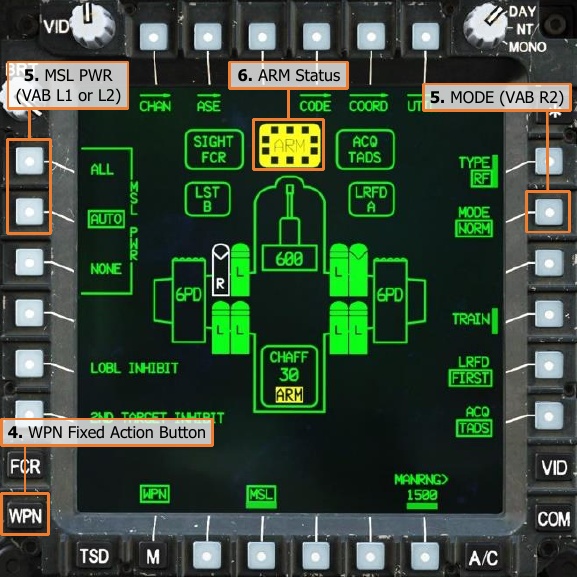 VID
DAY
NT
MONO
BRT
5. MSL PWR
(VAB L1 or L2)
6. ARM Status
5. MODE (VAB R2)
CHAN
ASE
CODE
COORD
UT
SIGHT
FCR
ARM
ACQ
TADS
TYPE
RF
ALL
MSL PWR
LST
B
LRFD
A
AUTO
MODE
NORM
600
NONE
R
L
6PD
6PD
TRAIN
L
L
L
L
LOBL INHIBIT
CHAFF
30
ARM
LRFD
FIRST
2ND TARGET INHIBIT
ACQ
TADS
4. WPN Fixed Action Button
FCR
VID
MANRNG>
1500
WPN
MSL
WPN
COM
TSD
M
A/C